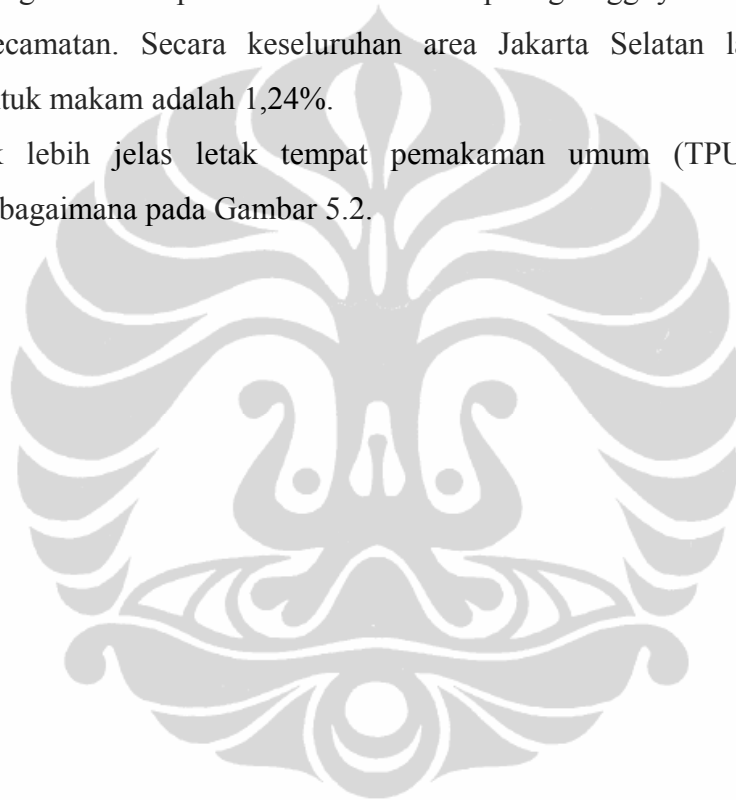 ecamatan. Secara keseluruhan area Jakarta Selatan la
tuk makam adalah 1,24%.
k lebih jelas letak tempat pemakaman umum (TPU
bagaimana pada Gambar 5.2.